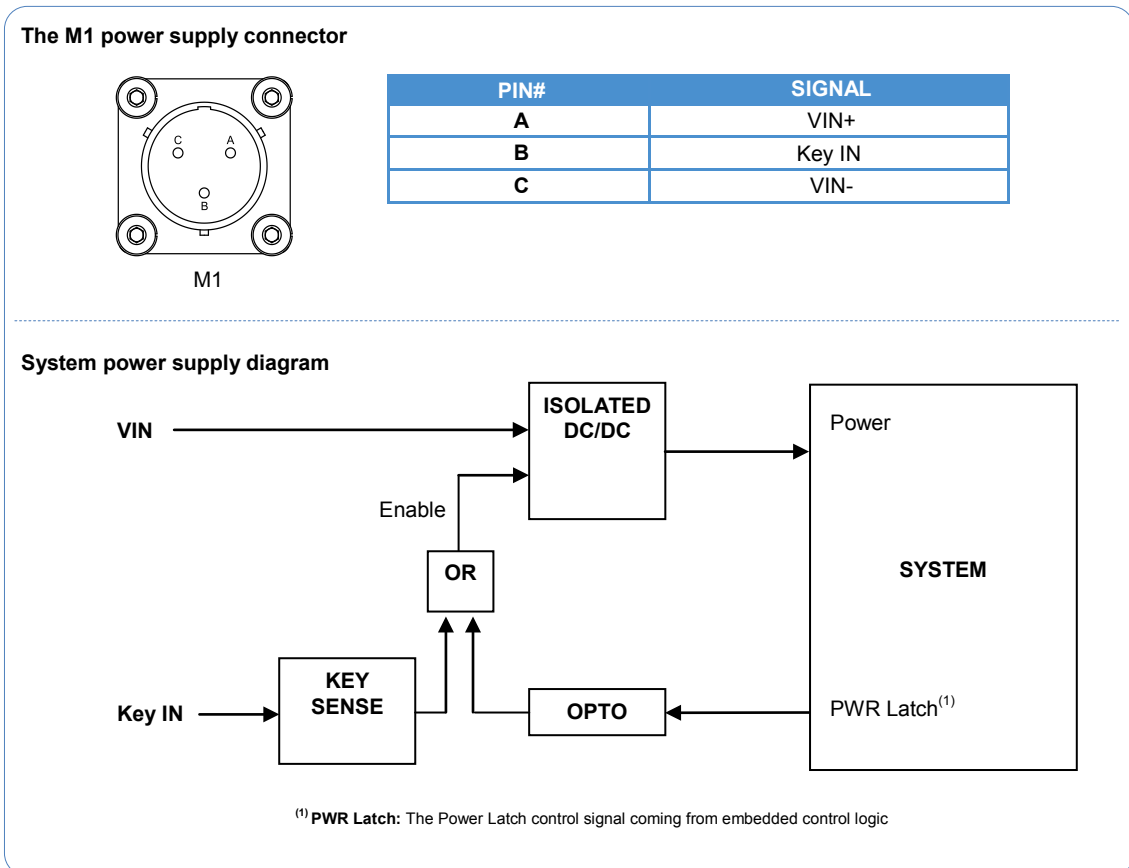 The M1 power supply connector
C
A
B
M1
PIN# SIGNAL
A VIN+
B Key IN
C VIN-
System power supply diagram
VIN
ISOLATED
DC/DC
Power
Enable
OR
SYSTEM
KEY
SENSE
Key IN
OPTO
PWR Latch(1)
(1) PWR Latch: The Power Latch control signal coming from embedded control logic